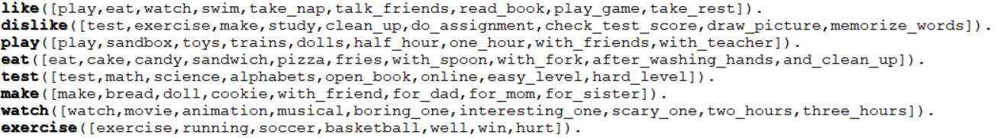 like([play,eat,watch,swim,take_nap,talk_friends,read_book,play_game,take_rest]).
dislike([test,exercise,make,study,clean_up,do_assignment,check_test_score,draw_picture,memorize_words]).
play([play,sandbox,toys,trains,dolls,half_hour,one_hour,with_friends,with_teacher]).
eat([eat,cake,candy,sandwich,pizza,fries,with_spoon,with_fork,after_washing_hands,and_clean_up]).
test([test,math,science,alphabets,open_book,online,easy_level,hard_level]).
make([make,bread,doll,cookie,with_friend,for_dad,for_mom,for_sister]).
watch([watch,movie,animation,musical,boring_one,interesting_one,scary_one,two_hours,three_hours]).
exercise([exercise,running,soccer,basketball,well,win,hurt]).